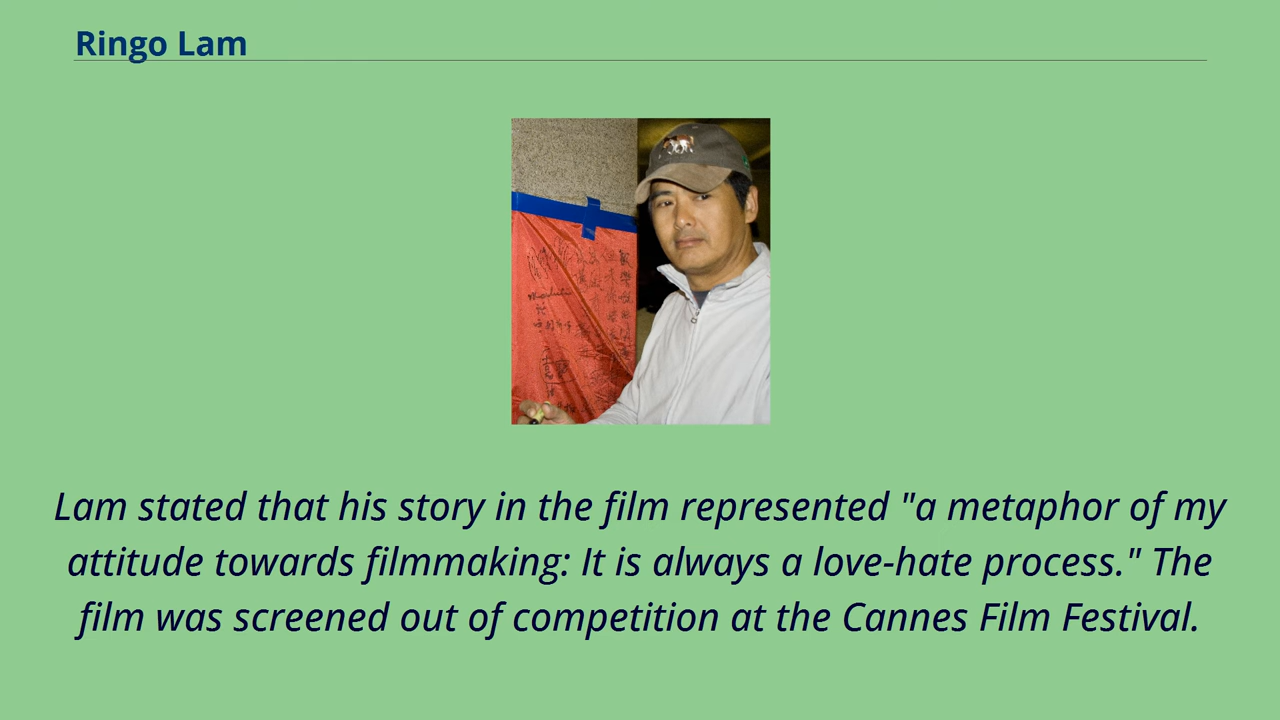 Ringo Lam
Lam stated that his story in the film represented "a metaphor of my
attitude towards filmmaking: It is always a love-hate process." The
film was screened out of competition at the Cannes Film Festival.